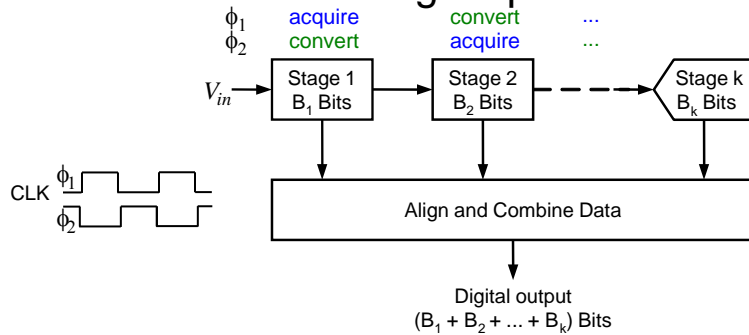 ϕ1 acquire convert ...
ϕ2 convert acquire ...
Vin Stage 1 Stage 2 Stage k
B1 Bits B2 Bits Bk Bits
CLK ϕ1
ϕ2
Align and Combine Data
Digital output
(B1 + B2 + ... + Bk) Bits